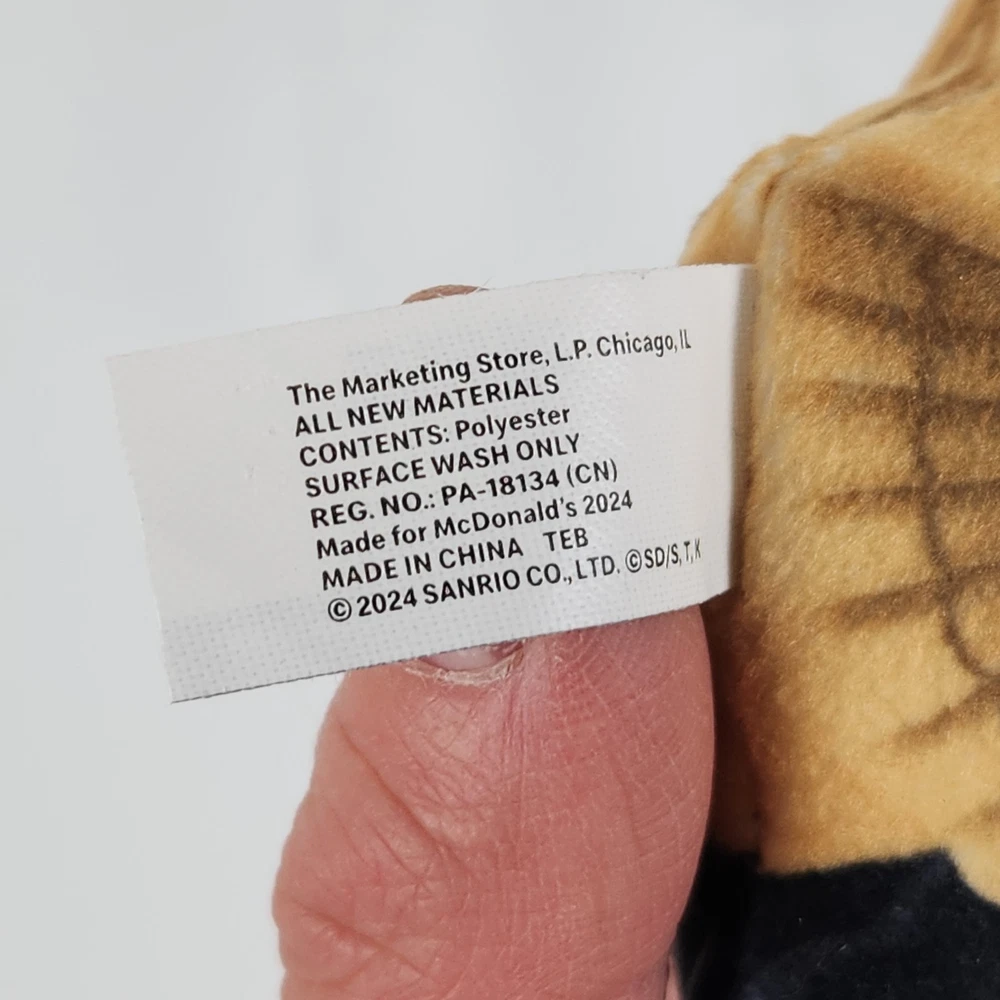 The Marketing Store, L.P. Chicago, IL
ALL NEW MATERIALS
CONTENTS: Polyester
SURFACE WASH ONLY
REG. NO.: PA-18134 (CN)
Made for McDonald's 2024
MADE IN CHINA TEB
© 2024 SANRIO CO., LTD. ©SD/S,T,K